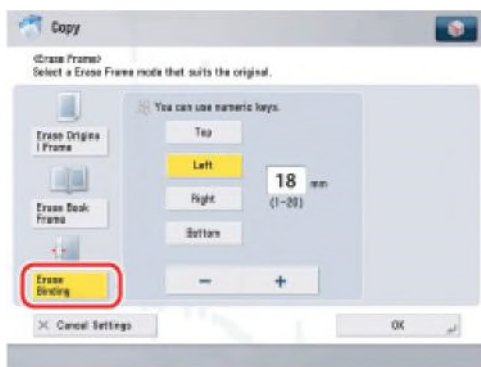 Copy
<Erase Frame>
Select a Erase Frame mode that suits the original.
You can use numeric keys.
Erase Origina
l Frame
Top
Left
18 mm
(1-20)
Erase Book
Frame
Right
Bottom
Erase
Binding
- +
× Cancel Settings
OK